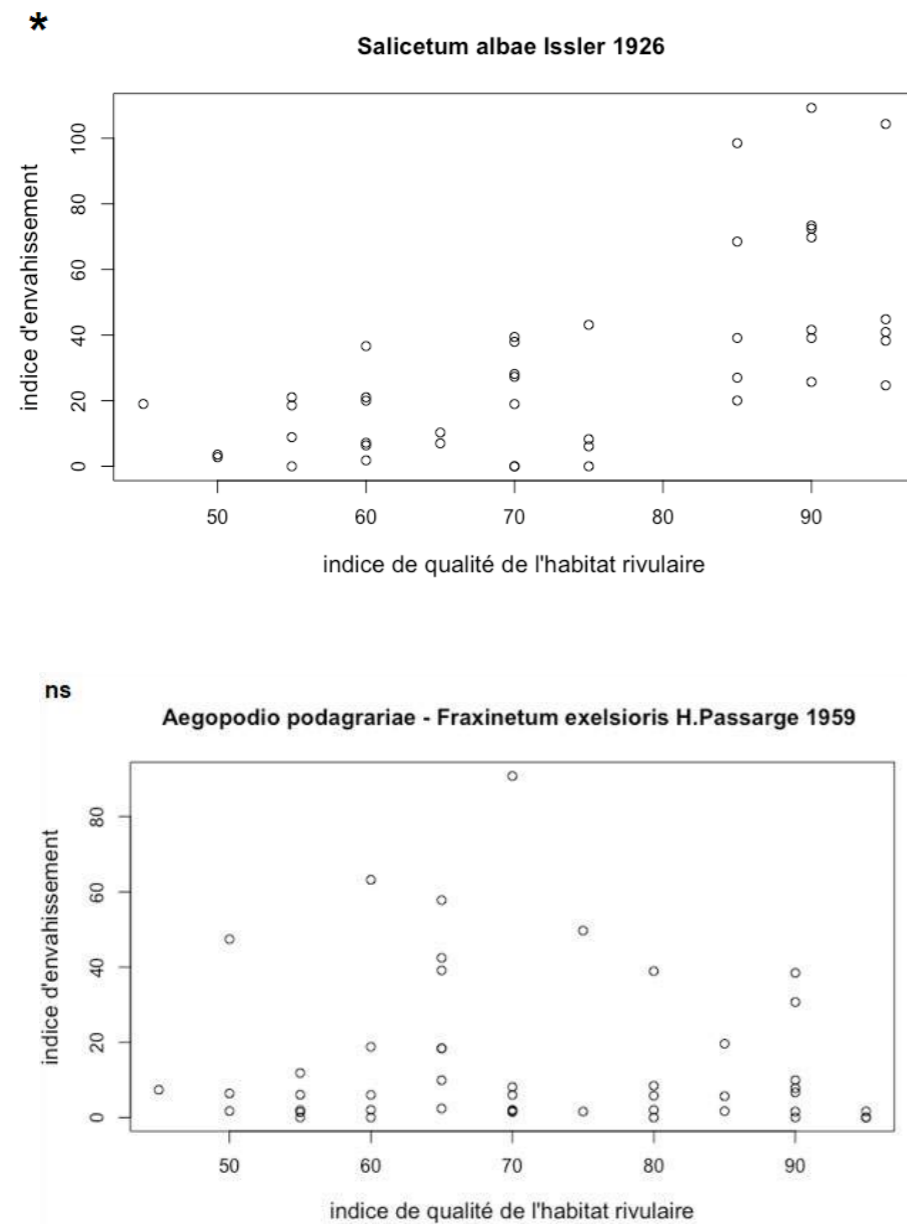 *
Salicetum albae Issler 1926
indice d'envahissement
100
80
60
40
20
0
50 60 70 80 90
indice de qualité de l'habitat rivulaire
ns
Aegopodio podagrariae - Fraxinetum exelsioris H.Passarge 1959
indice d'envahissement
80
60
40
20
0
50 60 70 80 90
indice de qualité de l'habitat rivulaire